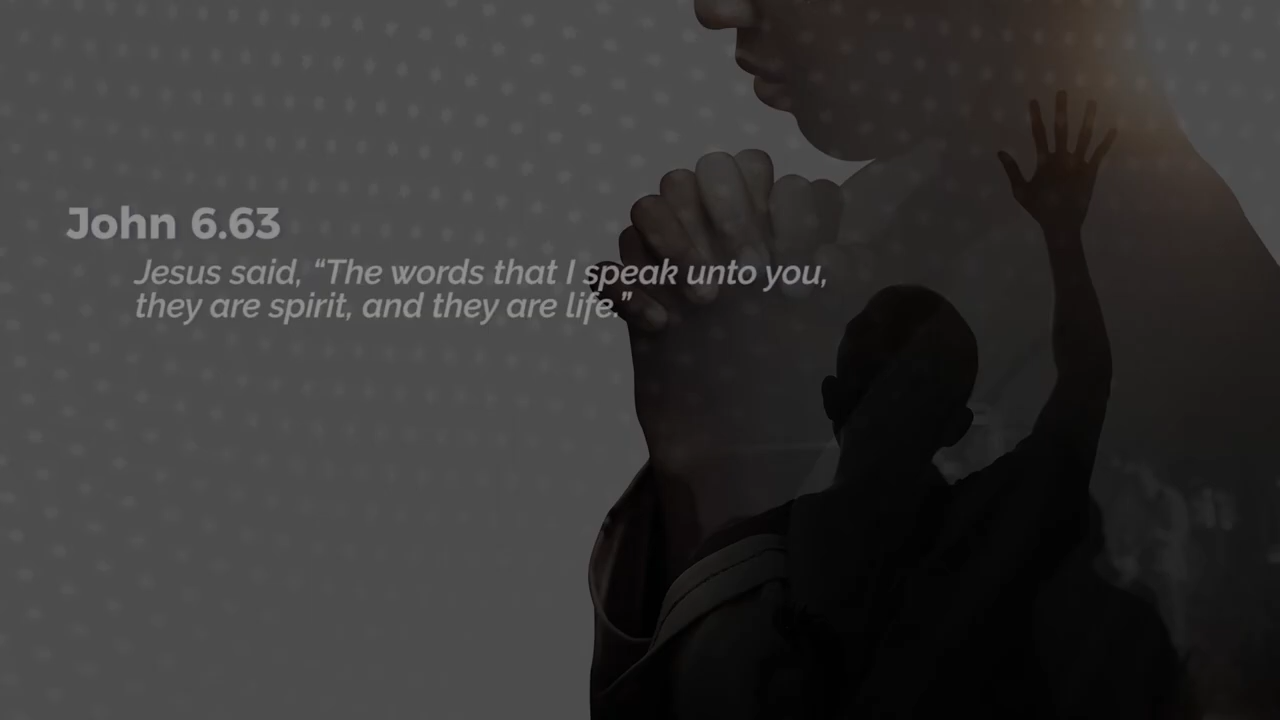 John 6.63
Jesus said, “The words that I speak unto you,
they are spirit, and they are life.”